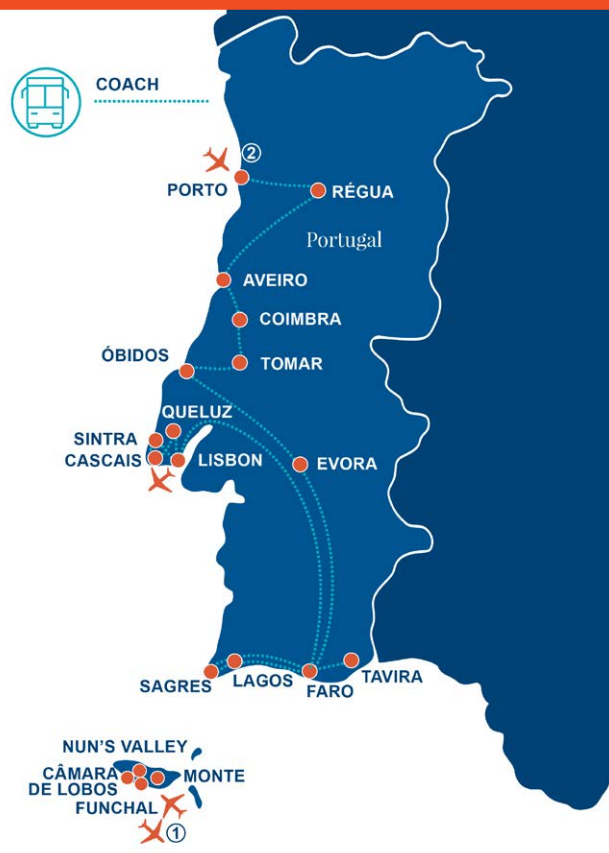 COACH
②
PORTO
RÉGUA
Portugal
AVEIRO
COIMBRA
ÓBIDOS
TOMAR
QUELUZ
SINTRA
CASCAIS
LISBON
EVORA
SAGRES
LAGOS
FARO
TAVIRA
NUN'S VALLEY
CÂMARA
DE LOBOS
MONTE
FUNCHAL
①